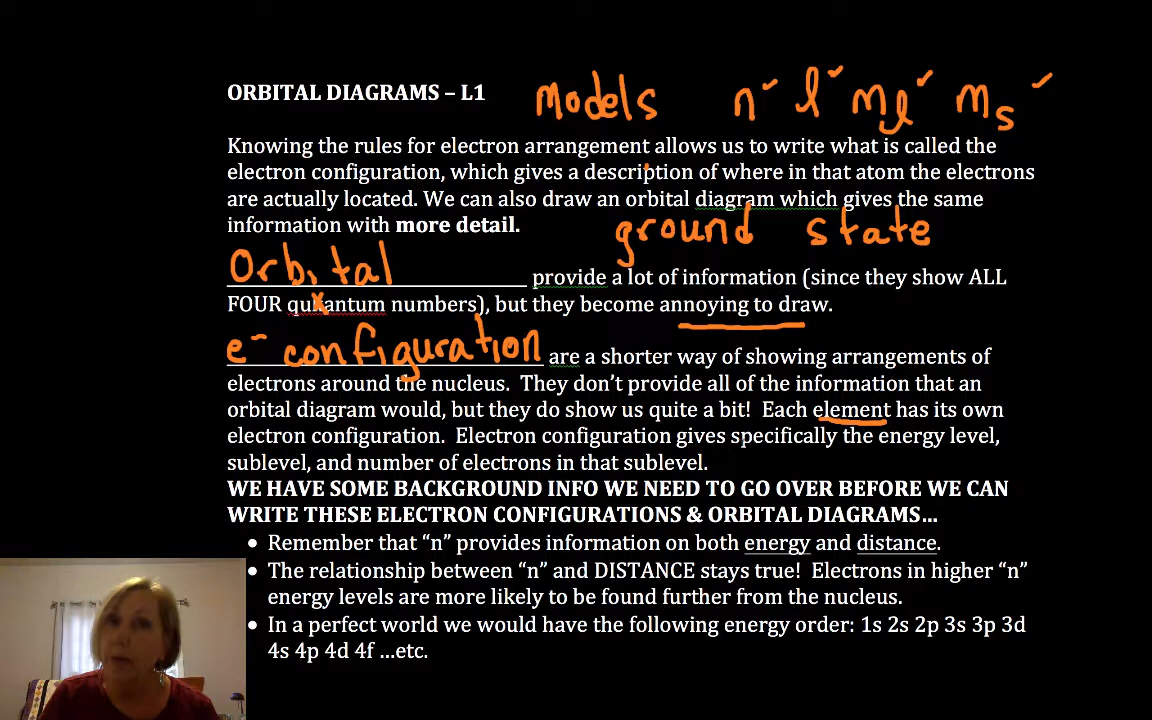 ORBITAL DIAGRAMS – L1 Models n l ml ms
Knowing the rules for electron arrangement allows us to write what is called the
electron configuration, which gives a description of where in that atom the electrons
are actually located. We can also draw an orbital diagram which gives the same
information with more detail. ground state
Orbital provide a lot of information (since they show ALL
FOUR quxantum numbers), but they become annoying to draw.
e- configuration are a shorter way of showing arrangements of
electrons around the nucleus. They don't provide all of the information that an
orbital diagram would, but they do show us quite a bit! Each element has its own
electron configuration. Electron configuration gives specifically the energy level,
sublevel, and number of electrons in that sublevel.
WE HAVE SOME BACKGROUND INFO WE NEED TO GO OVER BEFORE WE CAN
WRITE THESE ELECTRON CONFIGURATIONS & ORBITAL DIAGRAMS…
• Remember that "n" provides information on both energy and distance.
• The relationship between "n" and DISTANCE stays true! Electrons in higher "n"
energy levels are more likely to be found further from the nucleus.
• In a perfect world we would have the following energy order: 1s 2s 2p 3s 3p 3d
4s 4p 4d 4f …etc.